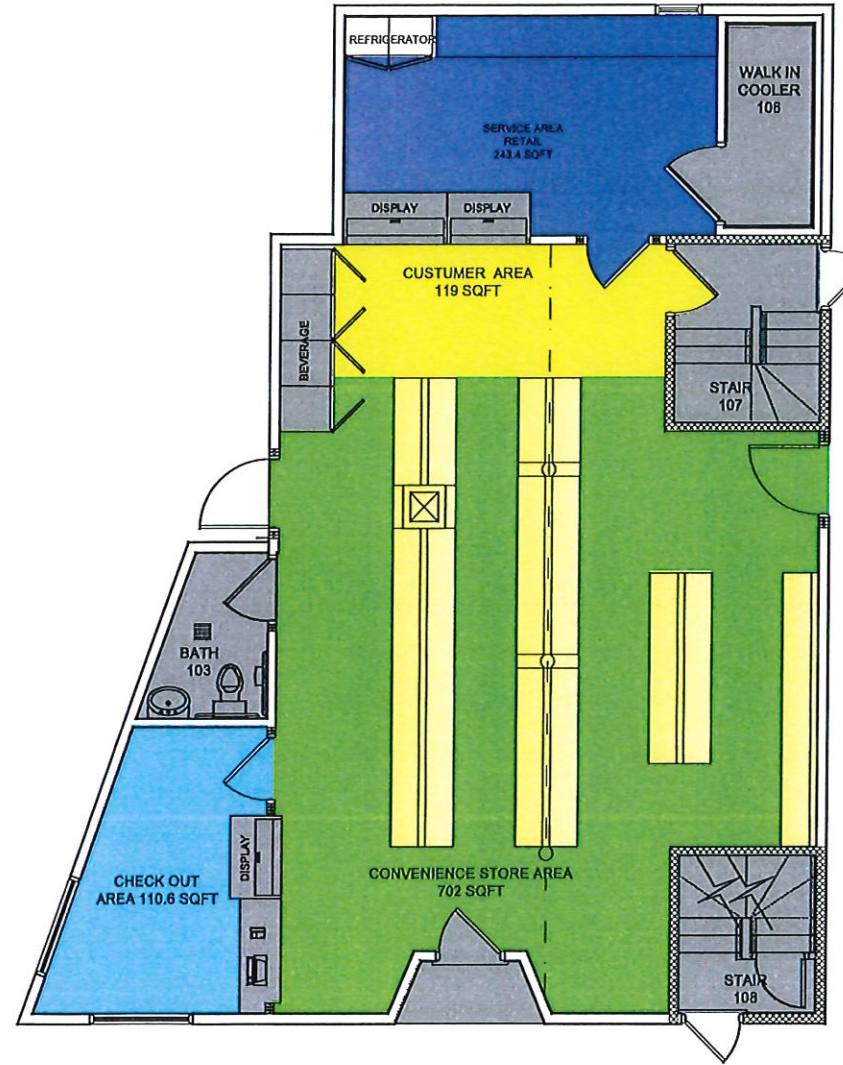 REFRIGERATOR
WALK IN
COOLER
106
SERVICE AREA
RETAIL
243.4 SQFT
DISPLAY
DISPLAY
CUSTUMER AREA
119 SQFT
BEVERAGE
STAIR
107
BATH
103
CHECK OUT
AREA 110.6 SQFT
DISPLAY
CONVENIENCE STORE AREA
702 SQFT
STAIR
108